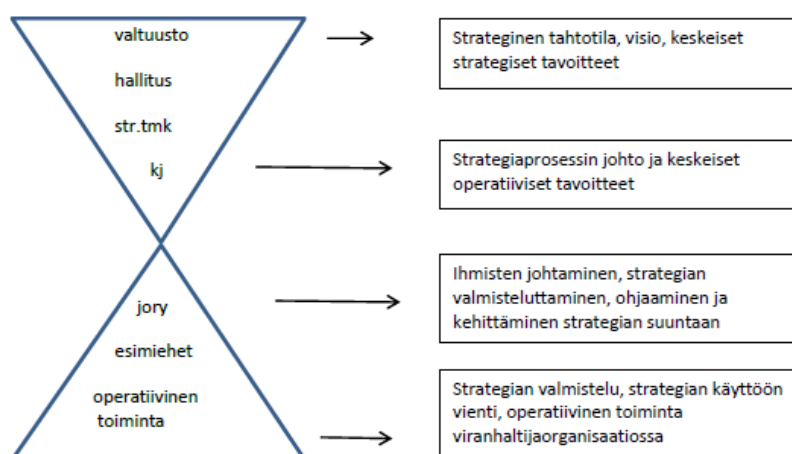 valtuusto
Strateginen tahtotila, visio, keskeiset
strategiset tavoitteet
hallitus
str.tmk
kj
Strategiaprosessin johto ja keskeiset
operatiiviset tavoitteet
jory
Ihmisten johtaminen, strategian
valmisteluttaminen, ohjaaminen ja
kehittäminen strategian suuntaan
esimiehet
operatiivinen
toiminta
Strategian valmistelu, strategian käyttöön
vienti, operatiivinen toiminta
viranhaltijaorganisaatiossa